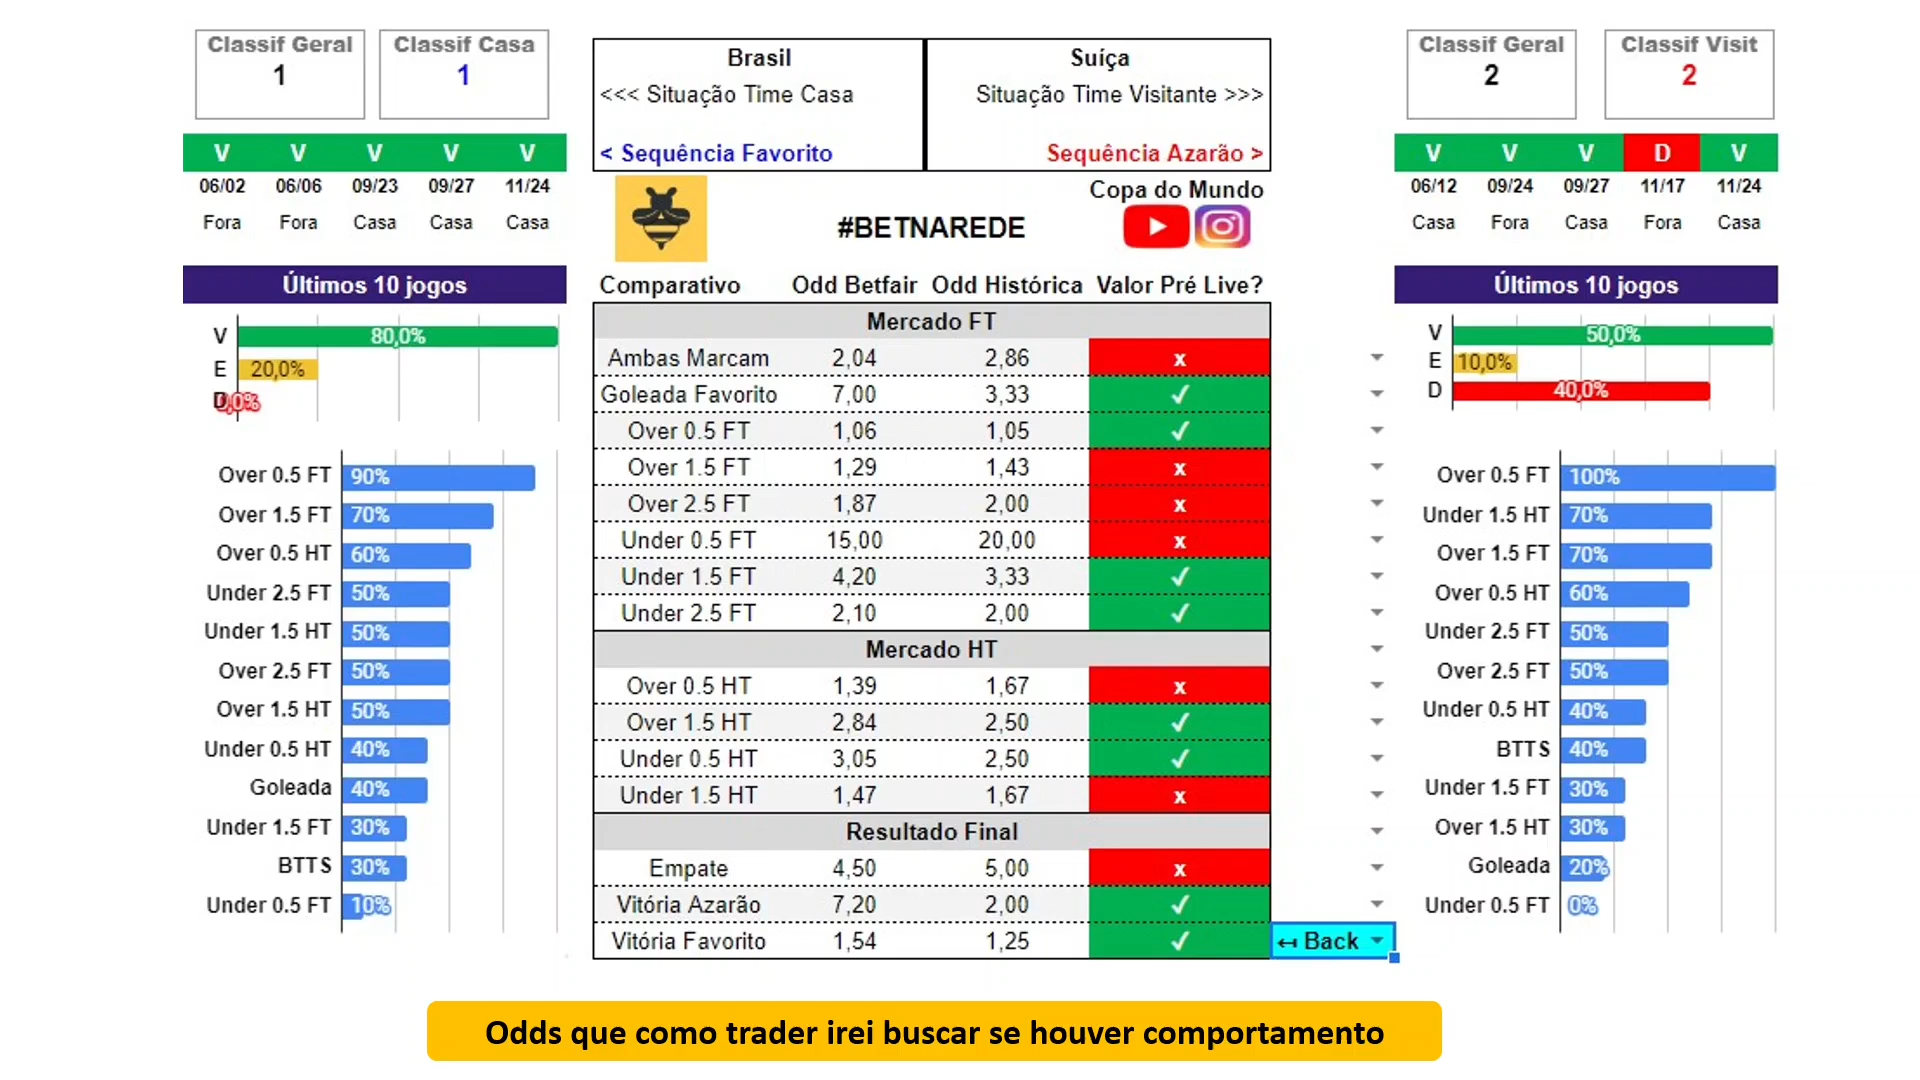 Classif Geral
1
Classif Casa
1
V V V V V
06/02 06/06 09/23 09/27 11/24
Fora Fora Casa Casa Casa
Últimos 10 jogos
V 80,0%
E 20,0%
D 0,0%
Over 0.5 FT 90%
Over 1.5 FT 70%
Over 0.5 HT 60%
Under 2.5 FT 50%
Under 1.5 HT 50%
Over 2.5 FT 50%
Over 1.5 HT 50%
Under 0.5 HT 40%
Goleada 40%
Under 1.5 FT 30%
BTTS 30%
Under 0.5 FT 10%
Brasil
<<< Situação Time Casa
< Sequência Favorito
Suíça
Situação Time Visitante >>>
Sequência Azarão >
Copa do Mundo
#BETNAREDE
Comparativo Odd Betfair Odd Histórica Valor Pré Live?
Mercado FT
Ambas Marcam 2,04 2,86 x
Goleada Favorito 7,00 3,33 ✓
Over 0.5 FT 1,06 1,05 ✓
Over 1.5 FT 1,29 1,43 x
Over 2.5 FT 1,87 2,00 x
Under 0.5 FT 15,00 20,00 x
Under 1.5 FT 4,20 3,33 ✓
Under 2.5 FT 2,10 2,00 ✓
Mercado HT
Over 0.5 HT 1,39 1,67 x
Over 1.5 HT 2,84 2,50 ✓
Under 0.5 HT 3,05 2,50 ✓
Under 1.5 HT 1,47 1,67 x
Resultado Final
Empate 4,50 5,00 x
Vitória Azarão 7,20 2,00 ✓
Vitória Favorito 1,54 1,25 ✓
↤ Back
Classif Geral
2
Classif Visit
2
V V V D V
06/12 09/24 09/27 11/17 11/24
Casa Fora Casa Fora Casa
Últimos 10 jogos
V 50,0%
E 10,0%
D 40,0%
Over 0.5 FT 100%
Under 1.5 HT 70%
Over 1.5 FT 70%
Over 0.5 HT 60%
Under 2.5 FT 50%
Over 2.5 FT 50%
Under 0.5 HT 40%
BTTS 40%
Under 1.5 FT 30%
Over 1.5 HT 30%
Goleada 20%
Under 0.5 FT 0%
Odds que como trader irei buscar se houver comportamento